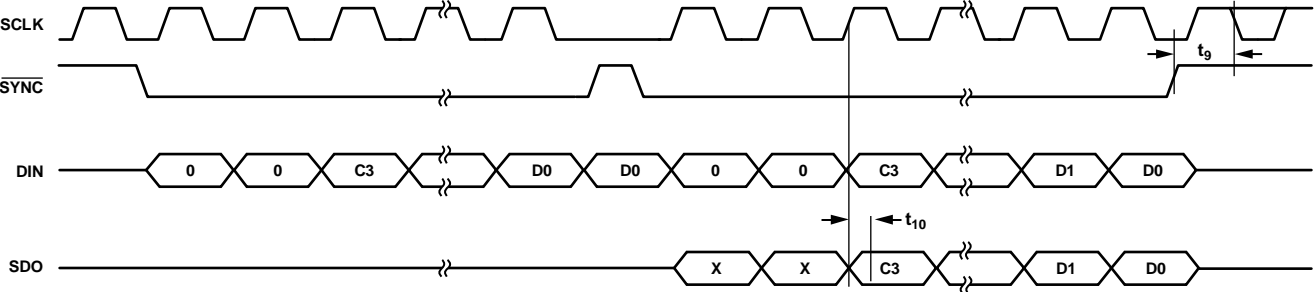 SCLK
t9
SYNC
DIN 0 0 C3 D0 D0 0 0 C3 D1 D0
t10
SDO X X C3 D1 D0